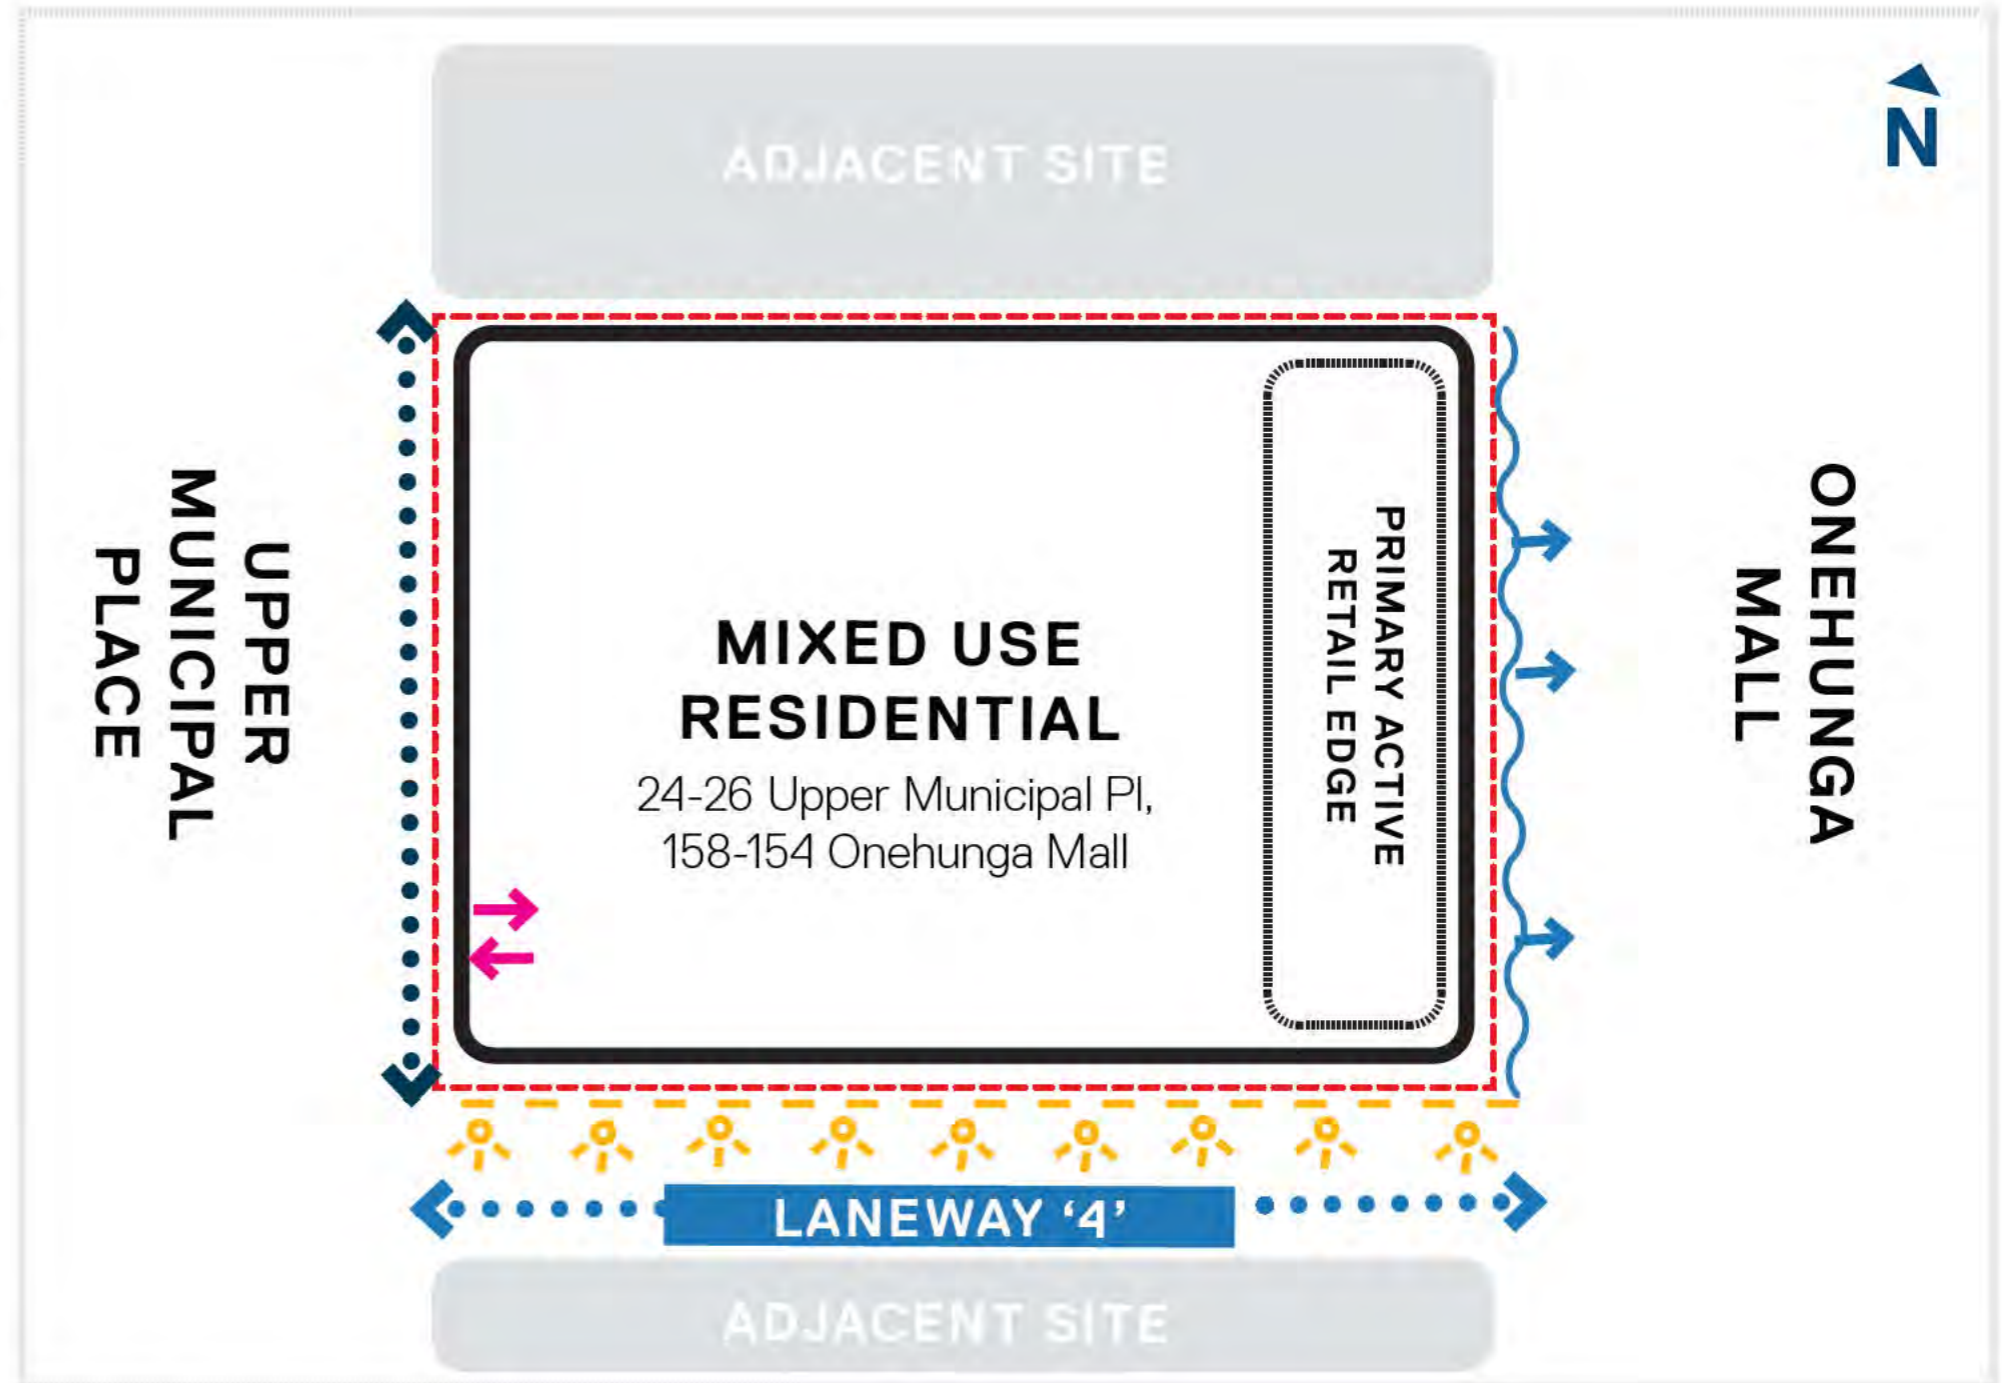 ADJACENT SITE
N
UPPER
MUNICIPAL
PLACE
MIXED USE
RESIDENTIAL
24-26 Upper Municipal Pl,
158-154 Onehunga Mall
PRIMARY ACTIVE
RETAIL EDGE
ONEHUNGA
MALL
LANEWAY ‘4’
ADJACENT SITE